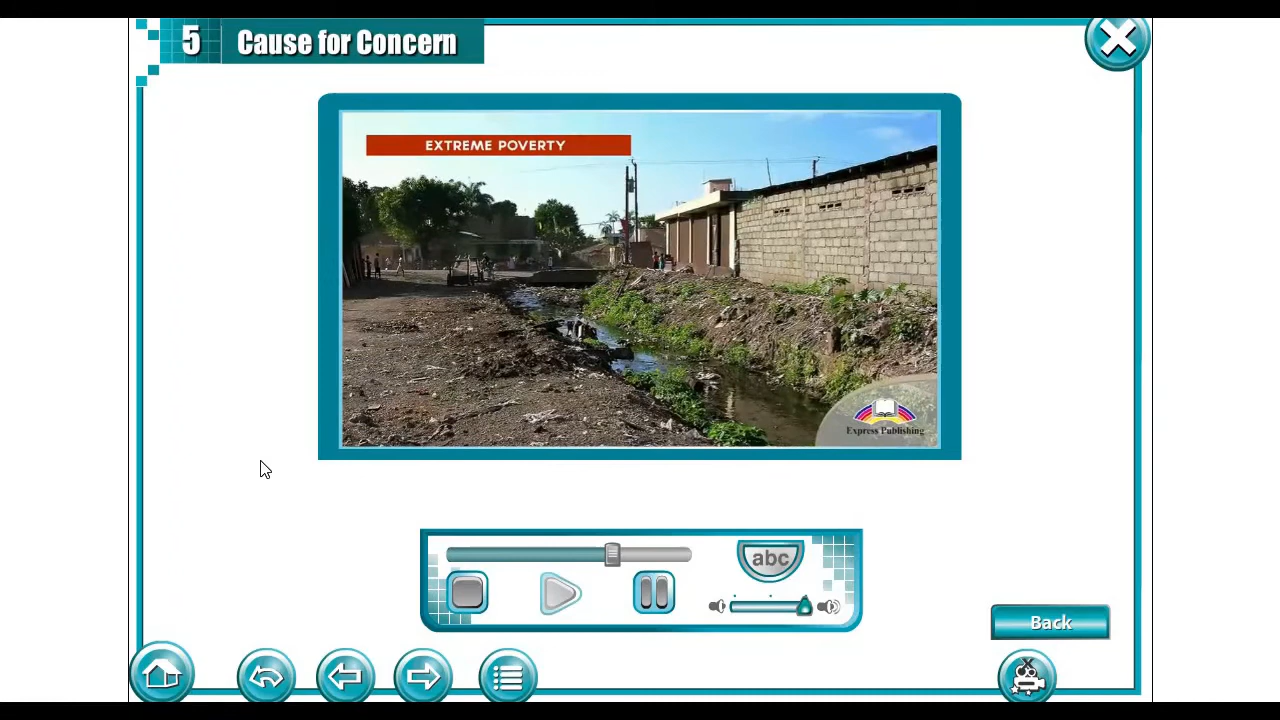 5 Cause for Concern
EXTREME POVERTY
Express Publishing
abc
Back